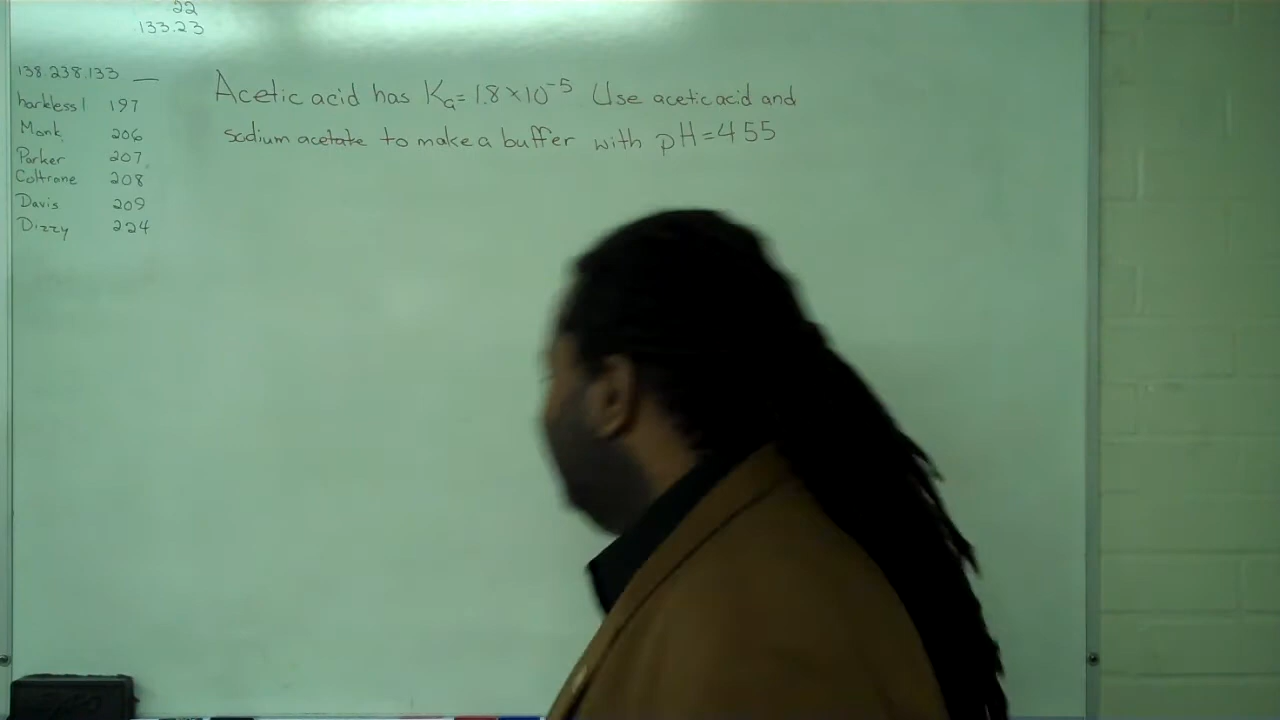 22
133.23
138.238.133 __
harkless1 197
Monk 206
Parker 207
Coltrane 208
Davis 209
Dizzy 224
Acetic acid has Ka=1.8×10⁻⁵ Use acetic acid and
sodium acetate to make a buffer with pH=4.55